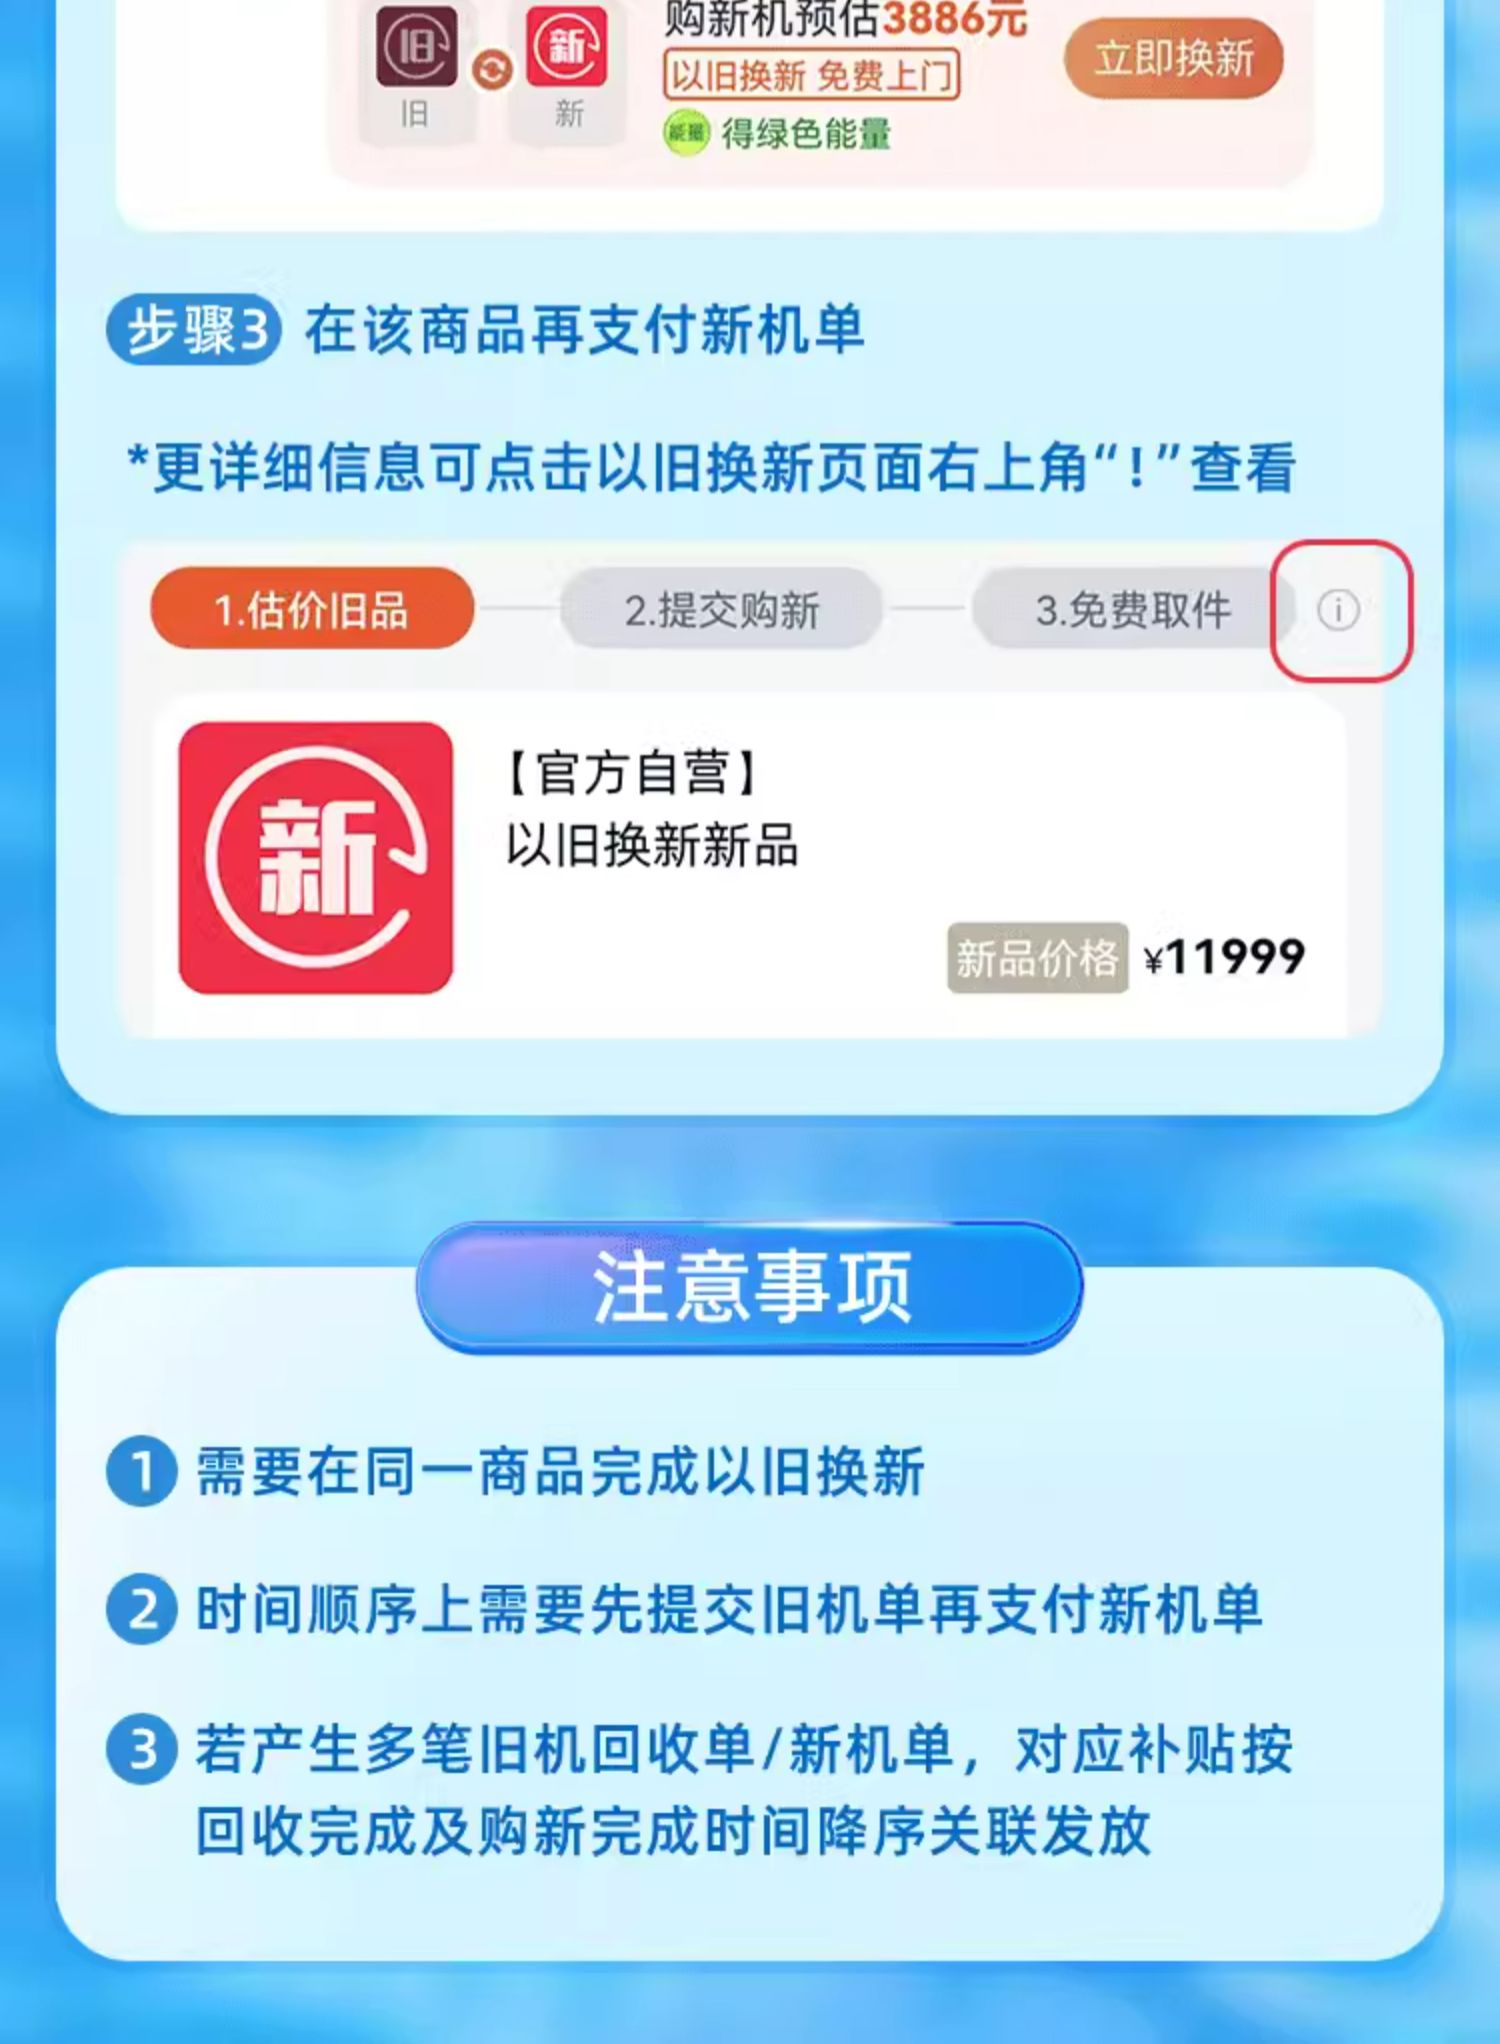 购新机预估3886元
旧
新
以旧换新 免费上门
立即换新
旧
新
能量
得绿色能量
步骤3 在该商品再支付新机单
*更详细信息可点击以旧换新页面右上角“!”查看
1.估价旧品
2.提交购新
3.免费取件
新
【官方自营】
以旧换新新品
新品价格 ¥11999
注意事项
1 需要在同一商品完成以旧换新
2 时间顺序上需要先提交旧机单再支付新机单
3 若产生多笔旧机回收单/新机单，对应补贴按
回收完成及购新完成时间降序关联发放